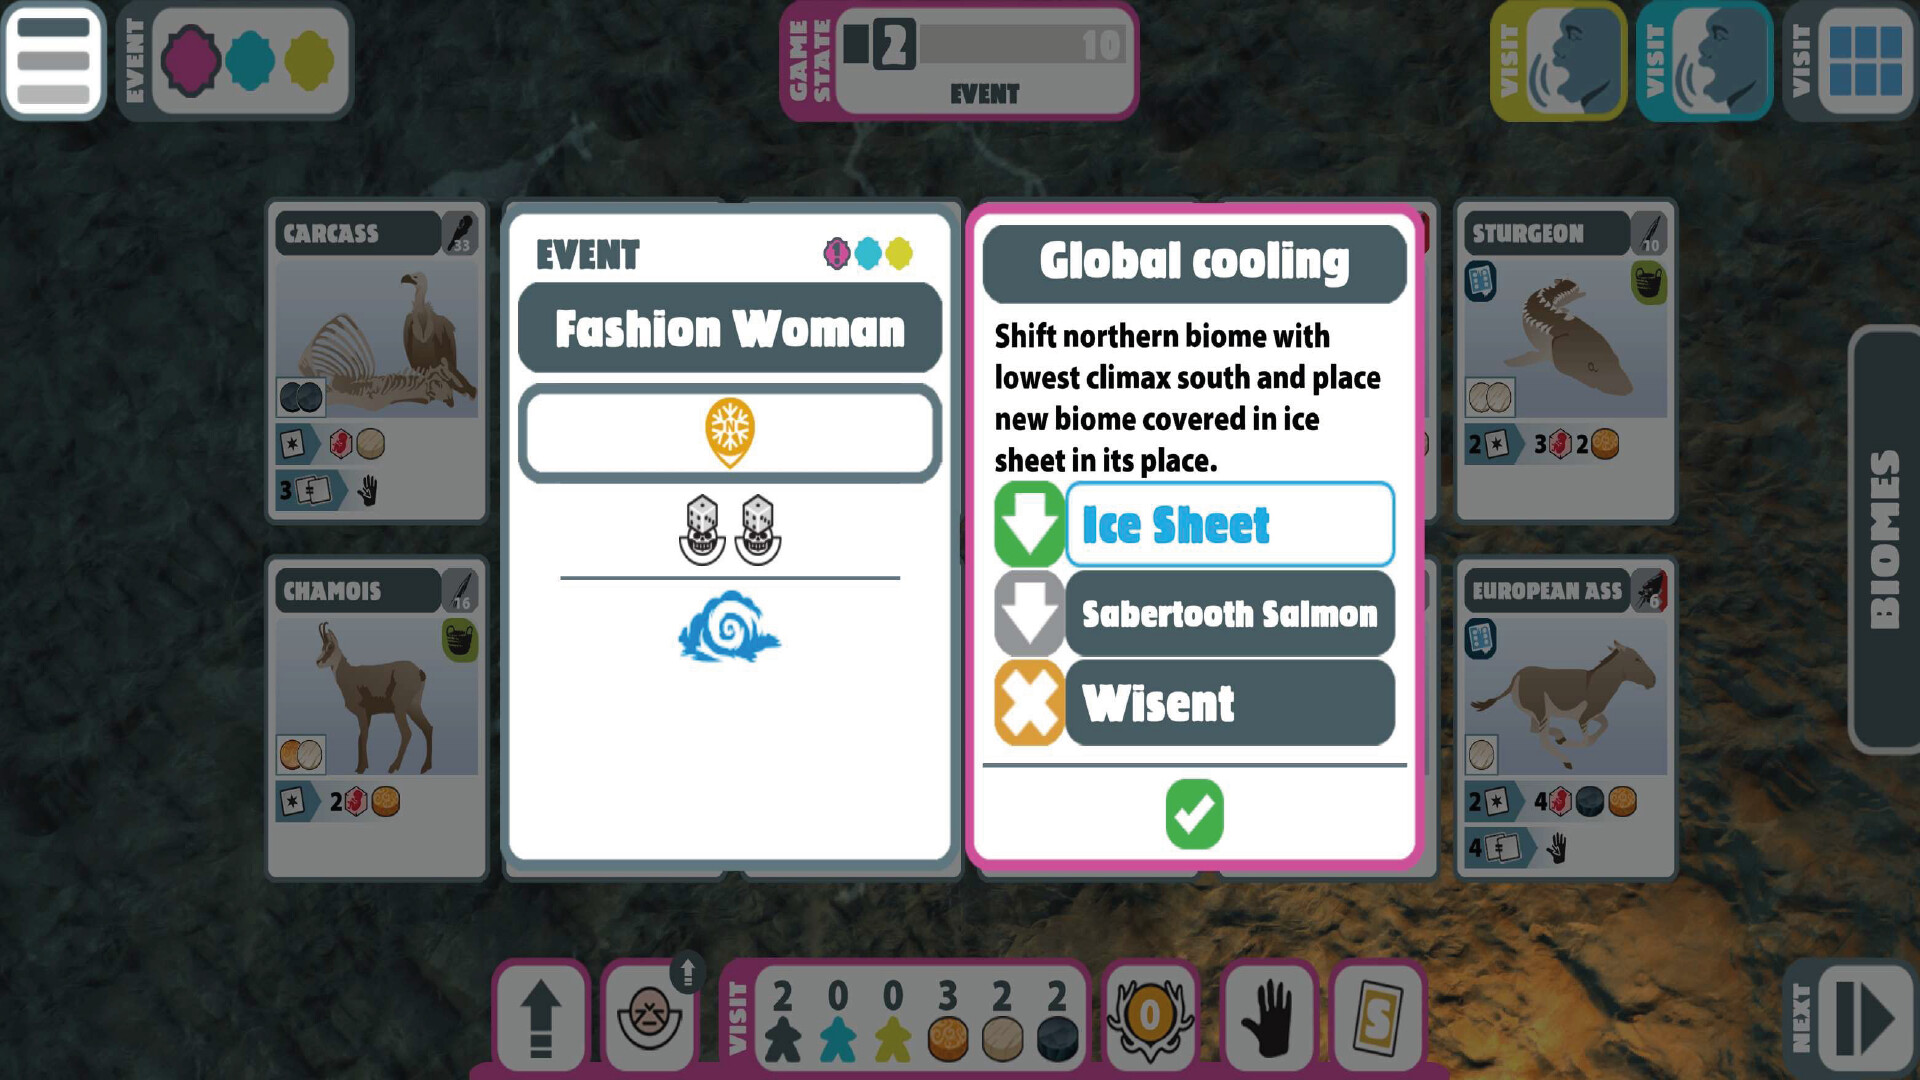 EVENT
GAME STATE
2
10
EVENT
VISIT
VISIT
VISIT
CARCASS
33
3
CHAMOIS
16
2
EVENT
!
Fashion Woman
N
Global cooling
Shift northern biome with
lowest climax south and place
new biome covered in ice
sheet in its place.
Ice Sheet
Sabertooth Salmon
Wisent
STURGEON
10
2 3 2
EUROPEAN ASS
6
2 4
4
BIOMES
VISIT
2 0 0 3 2 2
0
S
NEXT